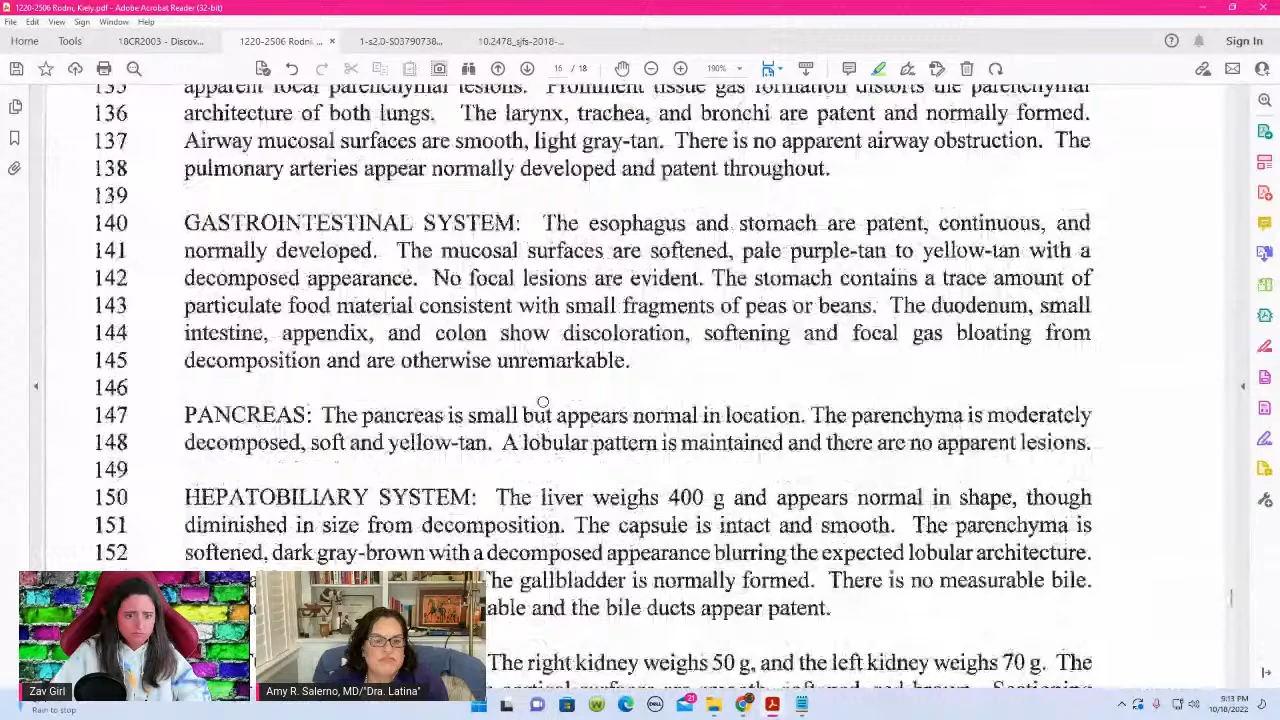 1220-2506 Rodni, Kiely.pdf - Adobe Acrobat Reader (32-bit)
File Edit View Sign Window Help
Home Tools 18CR2003 - Discov... 1220-2506 Rodni, ... × 1-s2.0-S03790738... 10.2478_sjfs-2018-... Sign In
16 / 18 190%
135 apparent focal parenchymal lesions. Prominent tissue gas formation distorts the parenchymal
136 architecture of both lungs. The larynx, trachea, and bronchi are patent and normally formed.
137 Airway mucosal surfaces are smooth, light gray-tan. There is no apparent airway obstruction. The
138 pulmonary arteries appear normally developed and patent throughout.
139
140 GASTROINTESTINAL SYSTEM: The esophagus and stomach are patent, continuous, and
141 normally developed. The mucosal surfaces are softened, pale purple-tan to yellow-tan with a
142 decomposed appearance. No focal lesions are evident. The stomach contains a trace amount of
143 particulate food material consistent with small fragments of peas or beans. The duodenum, small
144 intestine, appendix, and colon show discoloration, softening and focal gas bloating from
145 decomposition and are otherwise unremarkable.
146
147 PANCREAS: The pancreas is small but appears normal in location. The parenchyma is moderately
148 decomposed, soft and yellow-tan. A lobular pattern is maintained and there are no apparent lesions.
149
150 HEPATOBILIARY SYSTEM: The liver weighs 400 g and appears normal in shape, though
151 diminished in size from decomposition. The capsule is intact and smooth. The parenchyma is
152 softened, dark gray-brown with a decomposed appearance blurring the expected lobular architecture.
The gallbladder is normally formed. There is no measurable bile.
able and the bile ducts appear patent.
The right kidney weighs 50 g, and the left kidney weighs 70 g. The
Zav Girl
Amy R. Salerno, MD/"Dra. Latina"
Rain to stop
DELL
21
9:13 PM
10/18/2022